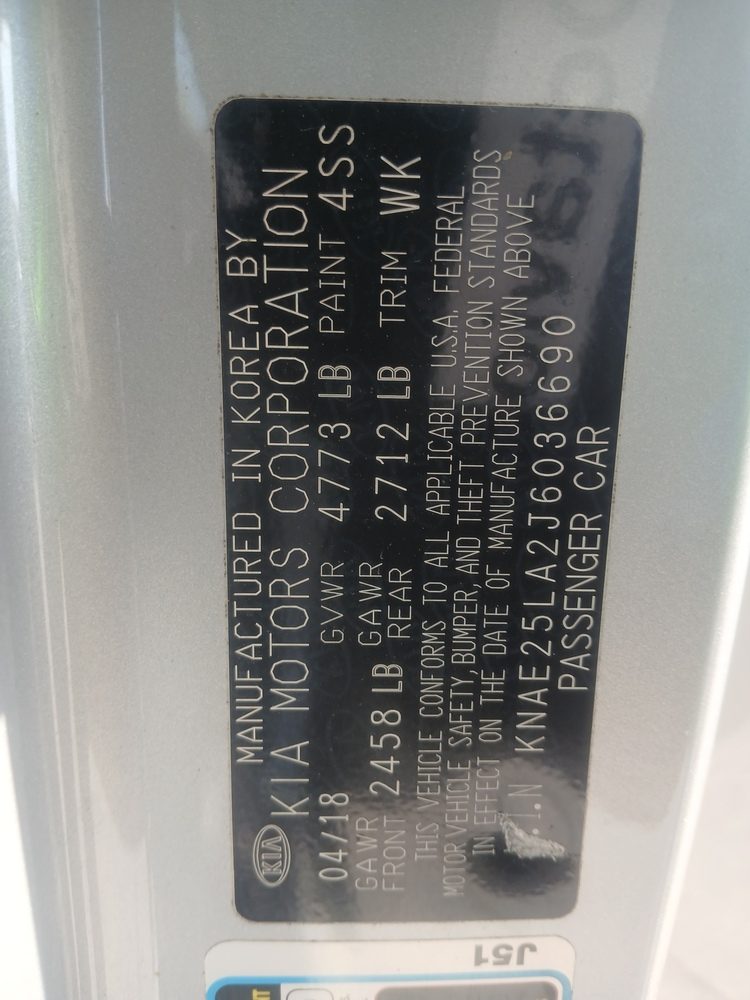 KIA
MANUFACTURED IN KOREA BY
KIA MOTORS CORPORATION
04/18 GVWR 4773 LB PAINT 4SS
GAWR FRONT 2458 LB GAWR REAR 2712 LB TRIM WK
THIS VEHICLE CONFORMS TO ALL APPLICABLE U.S.A. FEDERAL
MOTOR VEHICLE SAFETY, BUMPER, AND THEFT PREVENTION STANDARDS
IN EFFECT ON THE DATE OF MANUFACTURE SHOWN ABOVE
.I.N KNAE25LA2J6036690
PASSENGER CAR
J51